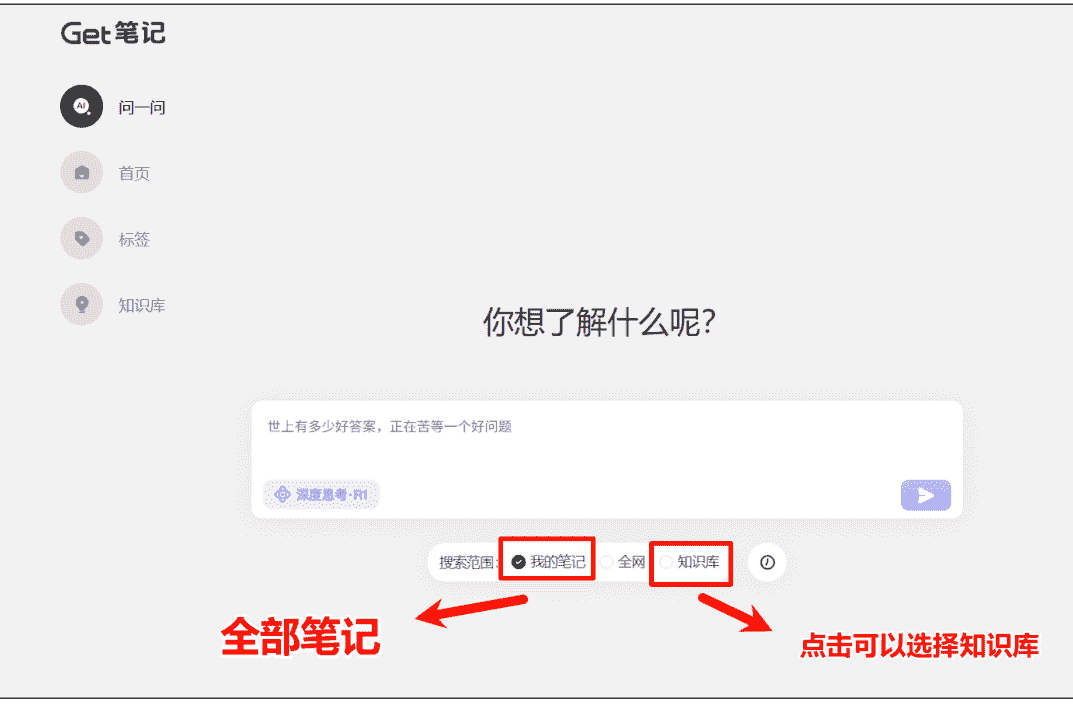 Get笔记
AI
问一问
首页
标签
知识库
你想了解什么呢?
世上有多少好答案，正在苦等一个好问题
深度思考·R1
搜索范围: 我的笔记 全网 知识库
全部笔记
点击可以选择知识库